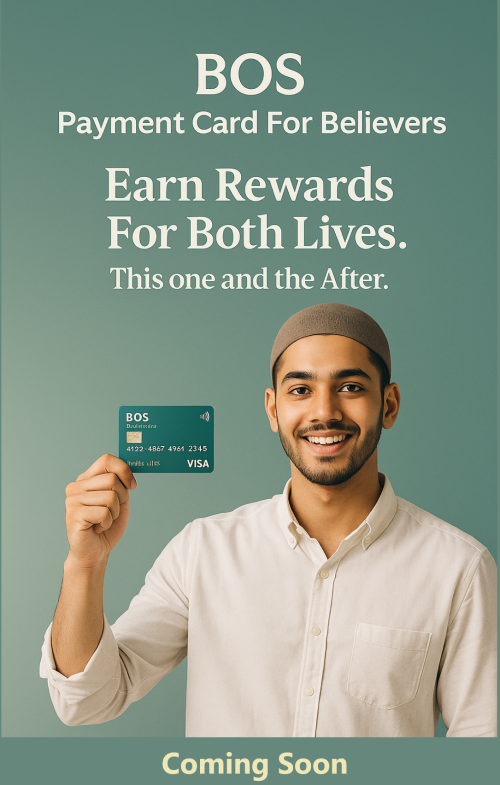 BOS
Payment Card For Believers
Earn Rewards
For Both Lives.
This one and the After.
BOS
4122 4867 4961 2345
VISA
Coming Soon